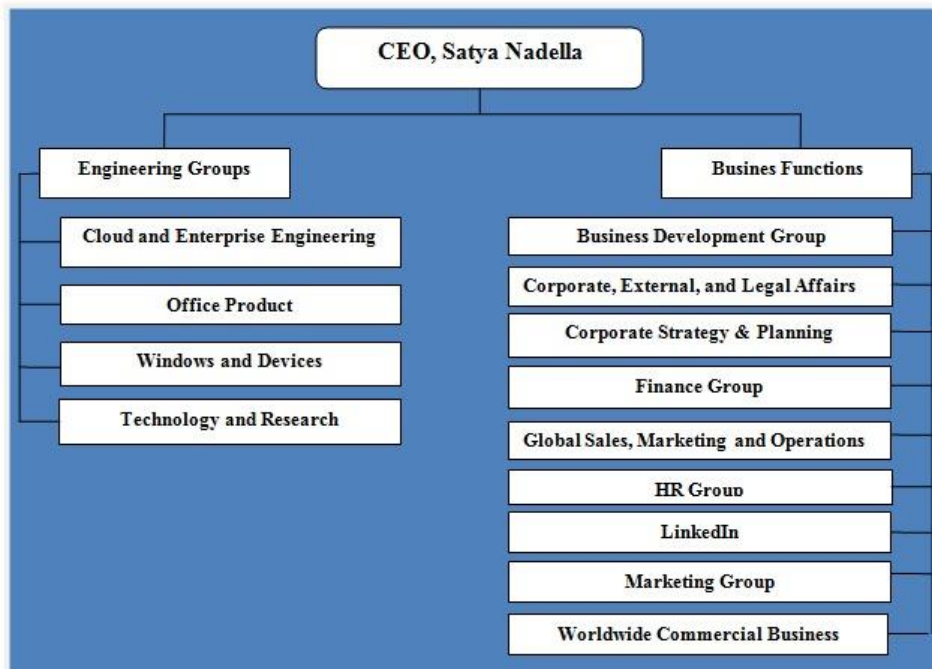 CEO, Satya Nadella
Engineering Groups
Cloud and Enterprise Engineering
Office Product
Windows and Devices
Technology and Research
Busines Functions
Business Development Group
Corporate, External, and Legal Affairs
Corporate Strategy & Planning
Finance Group
Global Sales, Marketing and Operations
HR Group
LinkedIn
Marketing Group
Worldwide Commercial Business